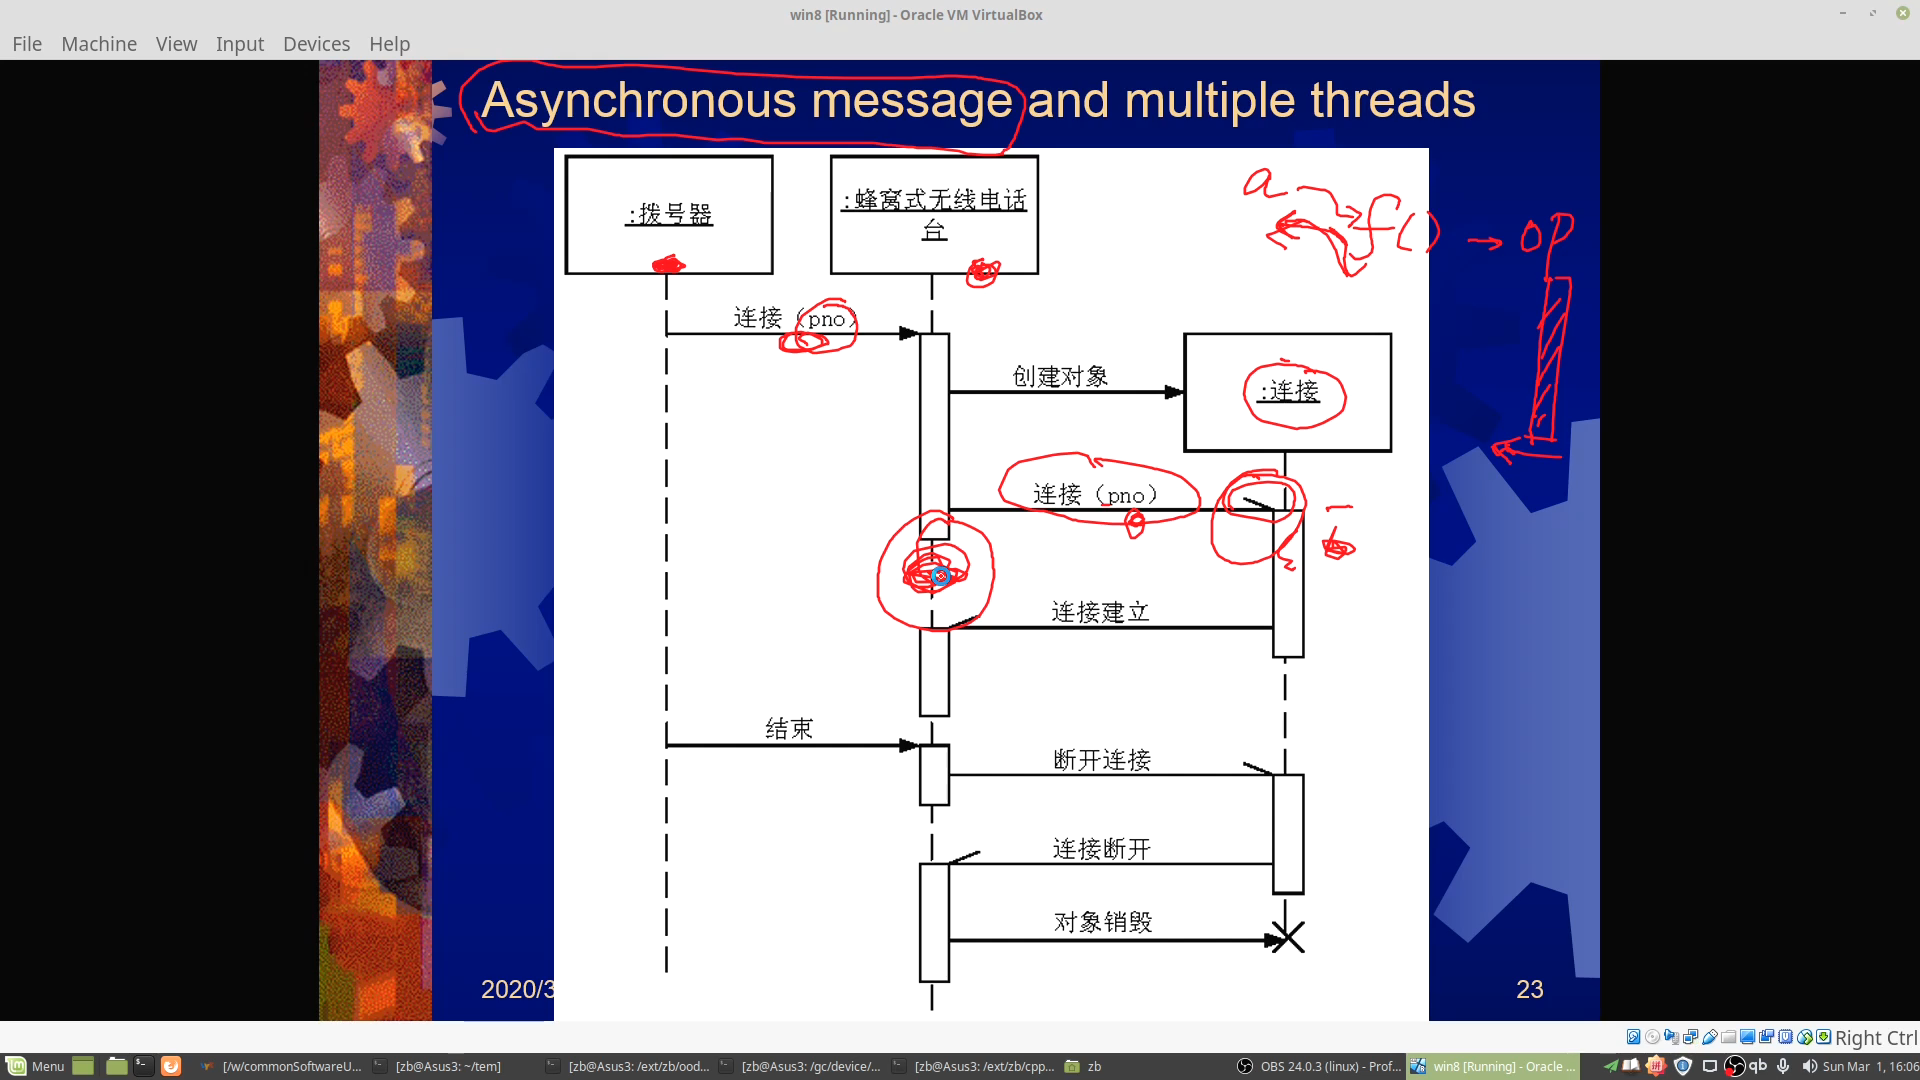 win8 [Running] - Oracle VM VirtualBox
File Machine View Input Devices Help
Asynchronous message and multiple threads
:拨号器
:蜂窝式无线电话
台
a f() → OP
连接（pno）
创建对象
:连接
连接（pno）
连接建立
结束
断开连接
连接断开
对象销毁
2020/3
23
Right Ctrl
Menu
[/w/commonSoftwareU...
[zb@Asus3: ~/tem]
[zb@Asus3: /ext/zb/ood...
[zb@Asus3: /gc/device/...
[zb@Asus3: /ext/zb/cpp...
zb
OBS 24.0.3 (linux) - Prof...
win8 [Running] - Oracle ...
qb
Sun Mar 1, 16:06